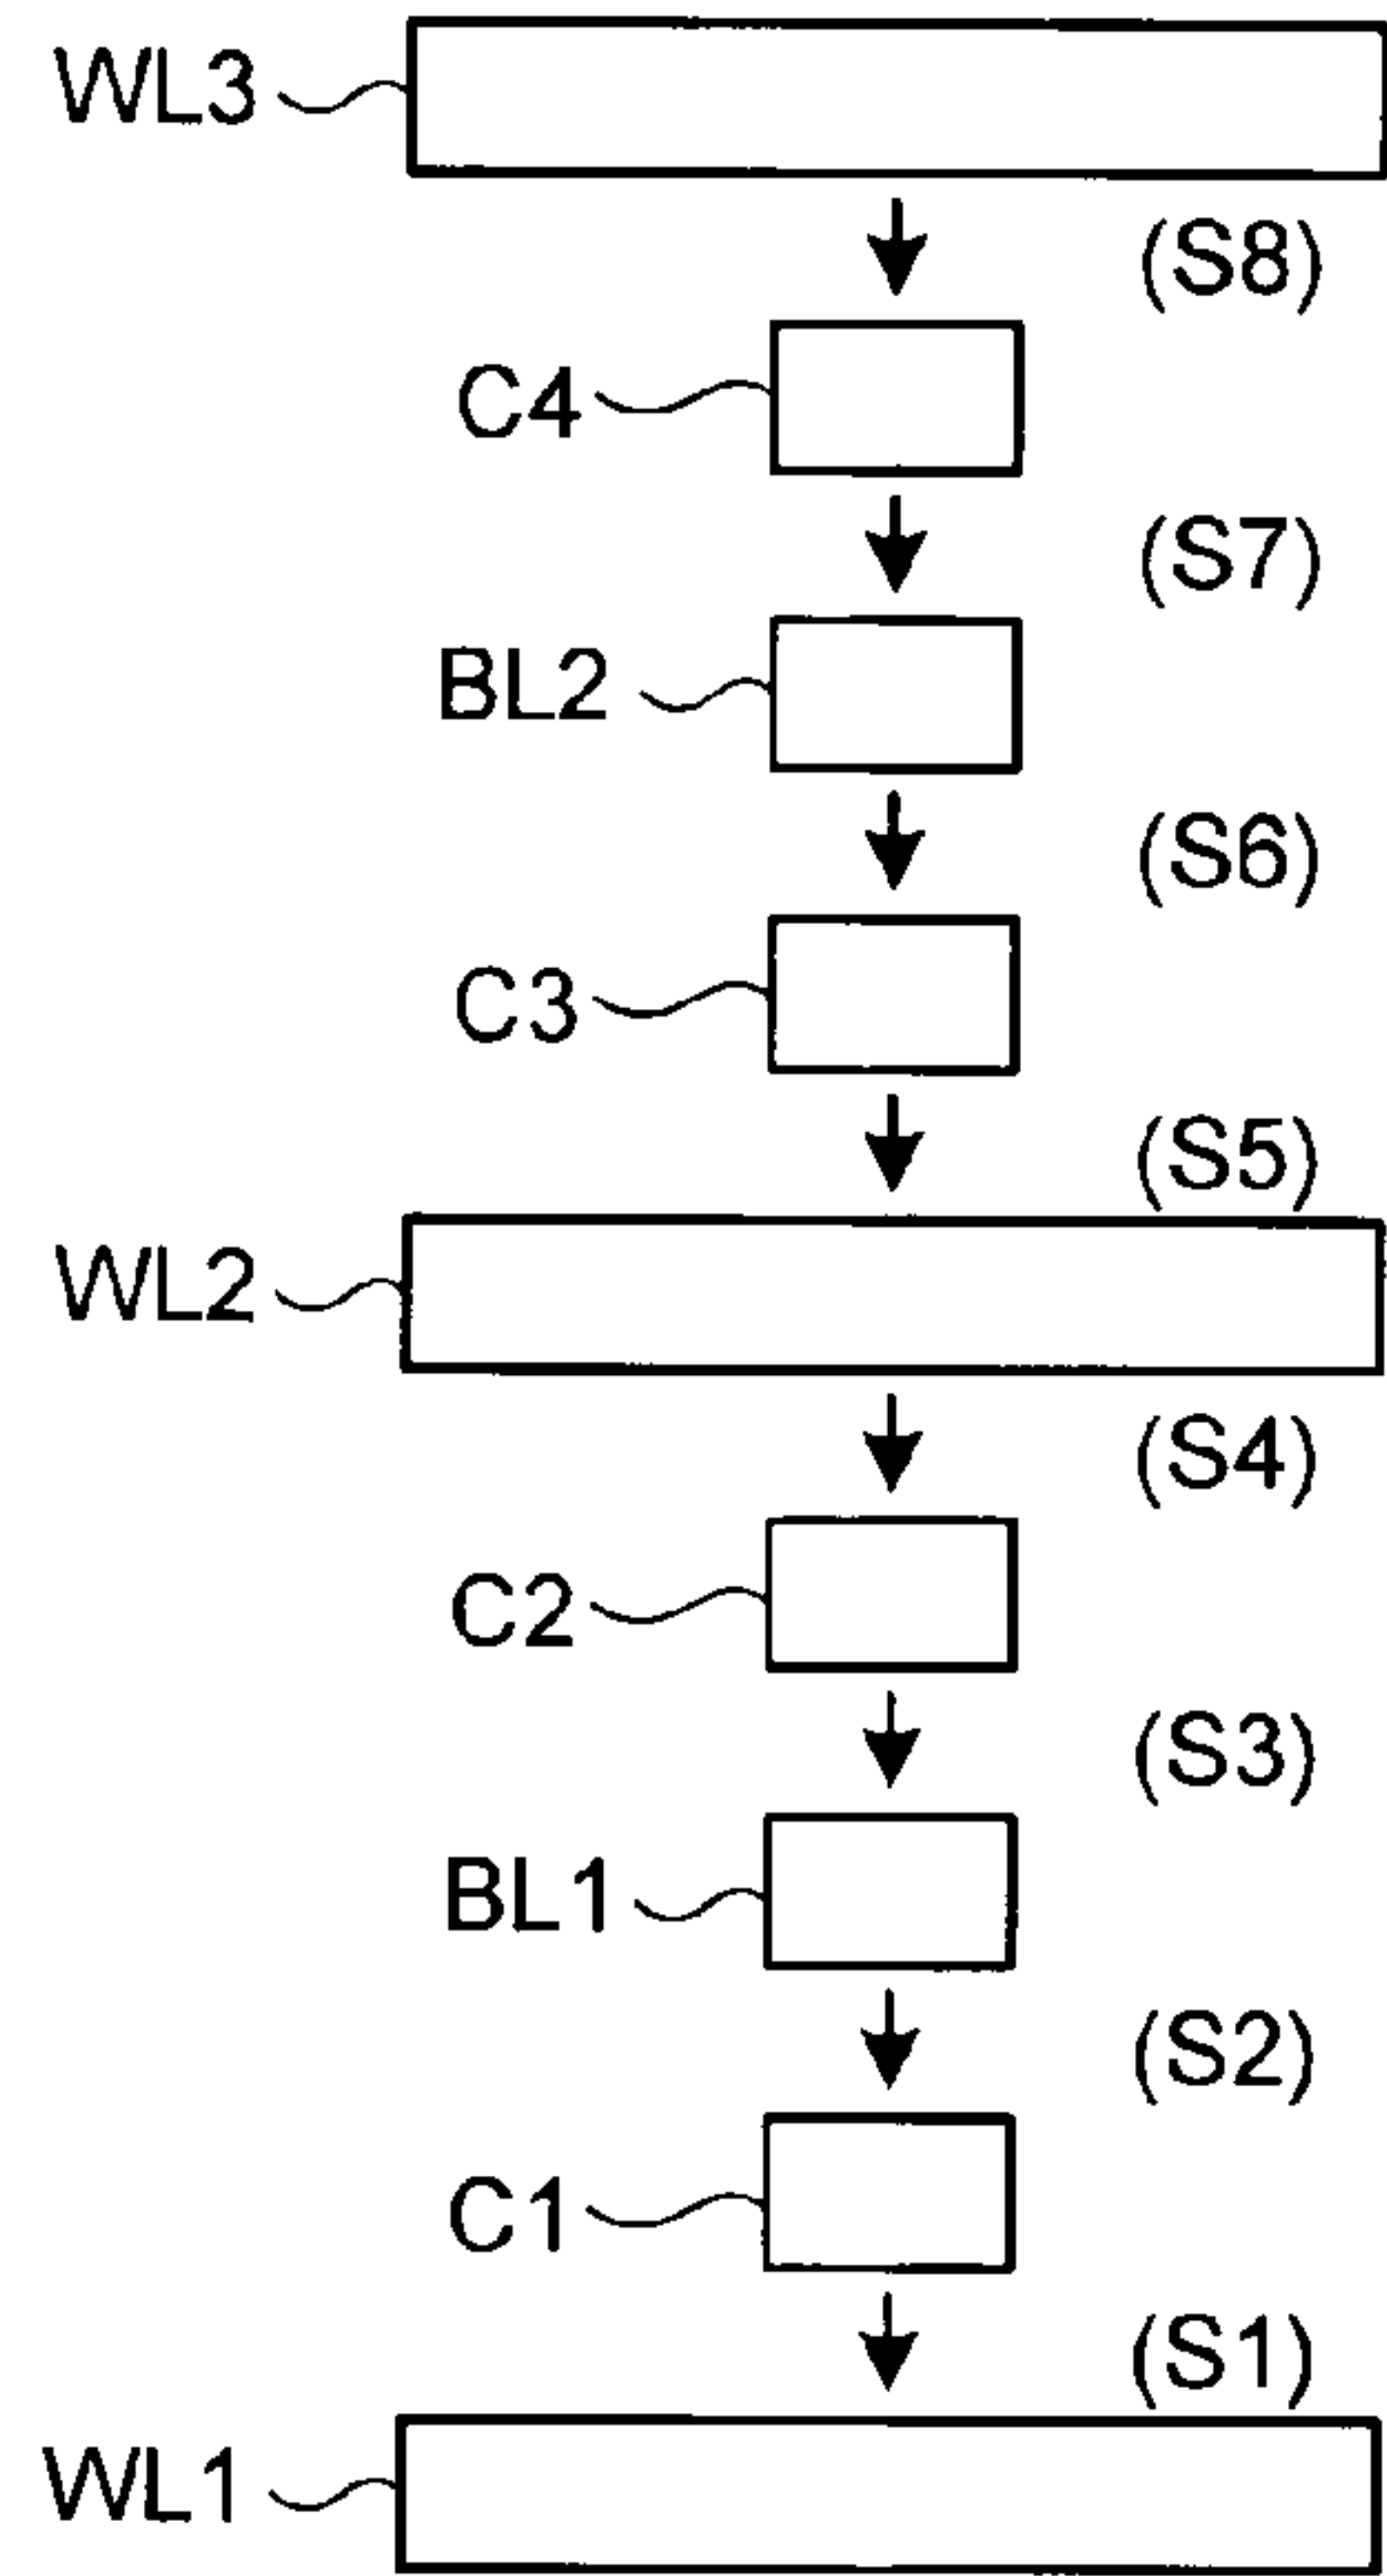 WL3
(S8)
C4
(S7)
BL2
(S6)
C3
(S5)
WL2
(S4)
C2
(S3)
BL1
(S2)
C1
(S1)
WL1